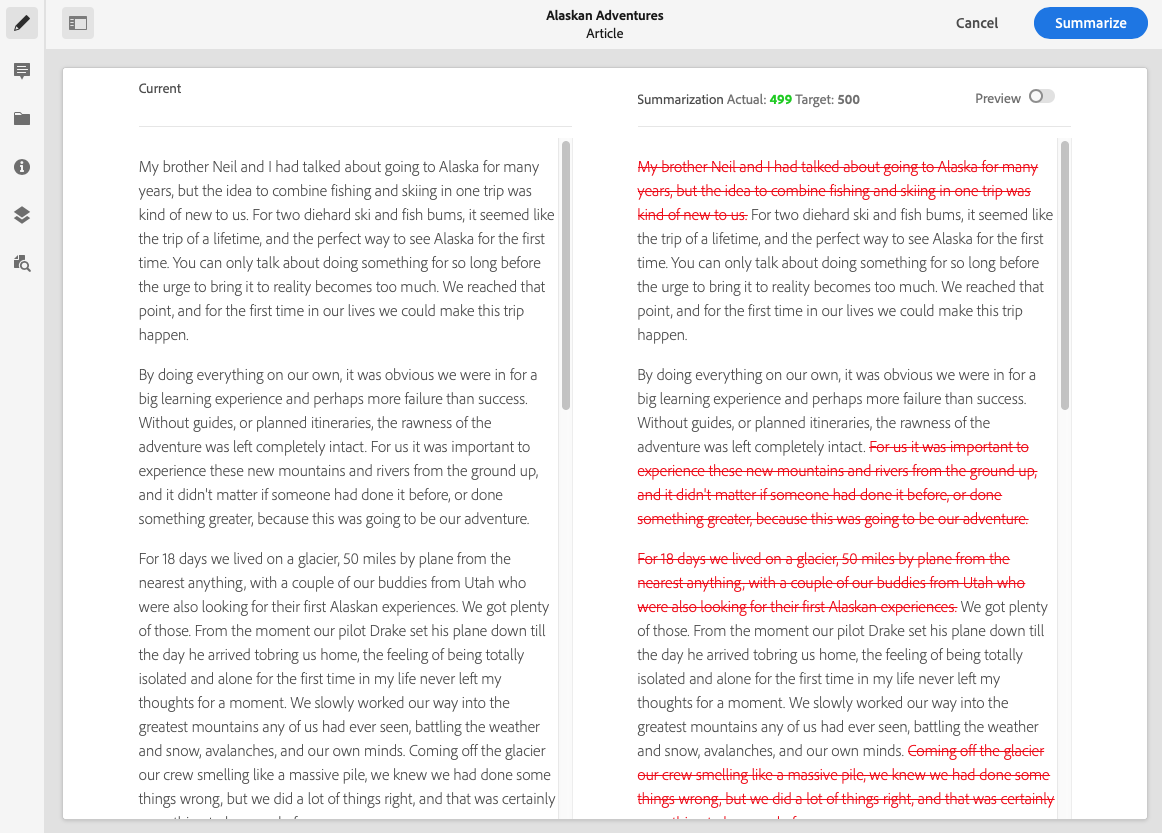 Alaskan Adventures
Article
Cancel
Summarize
Current
My brother Neil and I had talked about going to Alaska for many
years, but the idea to combine fishing and skiing in one trip was
kind of new to us. For two diehard ski and fish bums, it seemed like
the trip of a lifetime, and the perfect way to see Alaska for the first
time. You can only talk about doing something for so long before
the urge to bring it to reality becomes too much. We reached that
point, and for the first time in our lives we could make this trip
happen.
By doing everything on our own, it was obvious we were in for a
big learning experience and perhaps more failure than success.
Without guides, or planned itineraries, the rawness of the
adventure was left completely intact. For us it was important to
experience these new mountains and rivers from the ground up,
and it didn't matter if someone had done it before, or done
something greater, because this was going to be our adventure.
For 18 days we lived on a glacier, 50 miles by plane from the
nearest anything, with a couple of our buddies from Utah who
were also looking for their first Alaskan experiences. We got plenty
of those. From the moment our pilot Drake set his plane down till
the day he arrived tobring us home, the feeling of being totally
isolated and alone for the first time in my life never left my
thoughts for a moment. We slowly worked our way into the
greatest mountains any of us had ever seen, battling the weather
and snow, avalanches, and our own minds. Coming off the glacier
our crew smelling like a massive pile, we knew we had done some
things wrong, but we did a lot of things right, and that was certainly
Summarization Actual: 499 Target: 500
Preview
My brother Neil and I had talked about going to Alaska for many
years, but the idea to combine fishing and skiing in one trip was
kind of new to us. For two diehard ski and fish bums, it seemed like
the trip of a lifetime, and the perfect way to see Alaska for the first
time. You can only talk about doing something for so long before
the urge to bring it to reality becomes too much. We reached that
point, and for the first time in our lives we could make this trip
happen.
By doing everything on our own, it was obvious we were in for a
big learning experience and perhaps more failure than success.
Without guides, or planned itineraries, the rawness of the
adventure was left completely intact. For us it was important to
experience these new mountains and rivers from the ground up,
and it didn't matter if someone had done it before, or done
something greater, because this was going to be our adventure.
For 18 days we lived on a glacier, 50 miles by plane from the
nearest anything, with a couple of our buddies from Utah who
were also looking for their first Alaskan experiences. We got plenty
of those. From the moment our pilot Drake set his plane down till
the day he arrived tobring us home, the feeling of being totally
isolated and alone for the first time in my life never left my
thoughts for a moment. We slowly worked our way into the
greatest mountains any of us had ever seen, battling the weather
and snow, avalanches, and our own minds. Coming off the glacier
our crew smelling like a massive pile, we knew we had done some
things wrong, but we did a lot of things right, and that was certainly